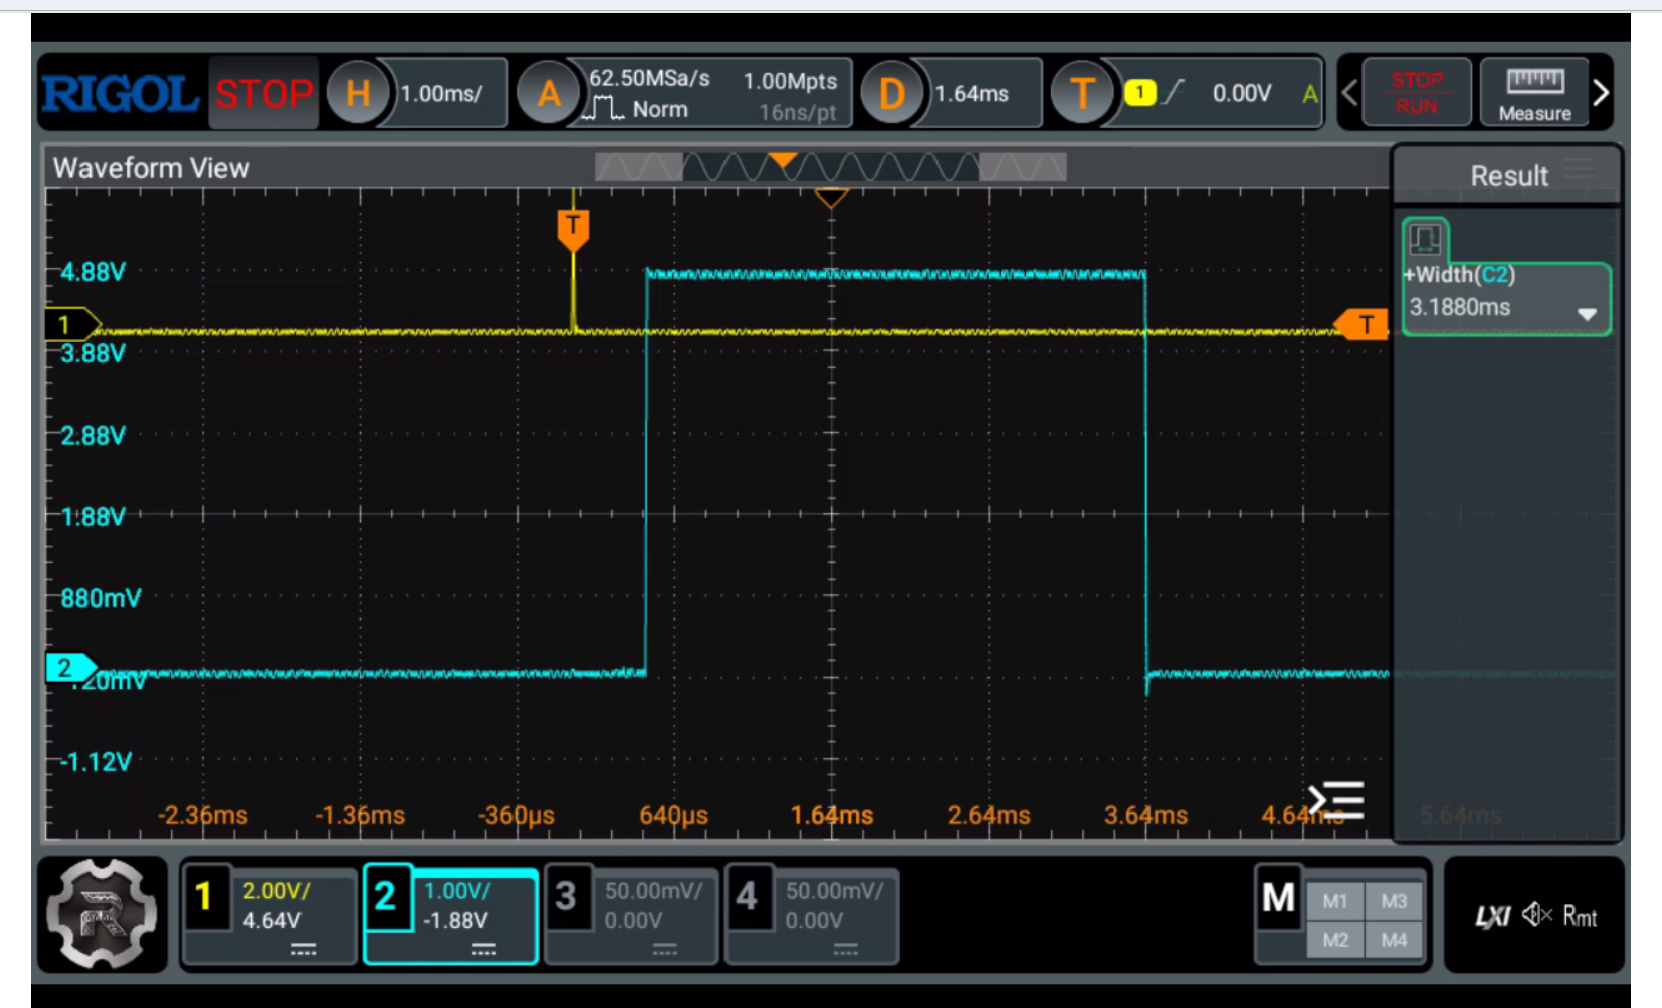 RIGOL STOP H 1.00ms/ A 62.50MSa/s 1.00Mpts D 1.64ms T 1 0.00V A STOP RUN Measure
Norm 16ns/pt
Waveform View
Result
T
4.88V
+Width(C2)
3.1880ms
1
T
3.88V
2.88V
1.88V
880mV
2
-1.12V
-2.36ms -1.36ms -360µs 640µs 1.64ms 2.64ms 3.64ms 5.64ms
1 2.00V/ 2 1.00V/ 3 50.00mV/ 4 50.00mV/ M M1 M3
4.64V -1.88V 0.00V 0.00V M2 M4
R
LXI Rmt